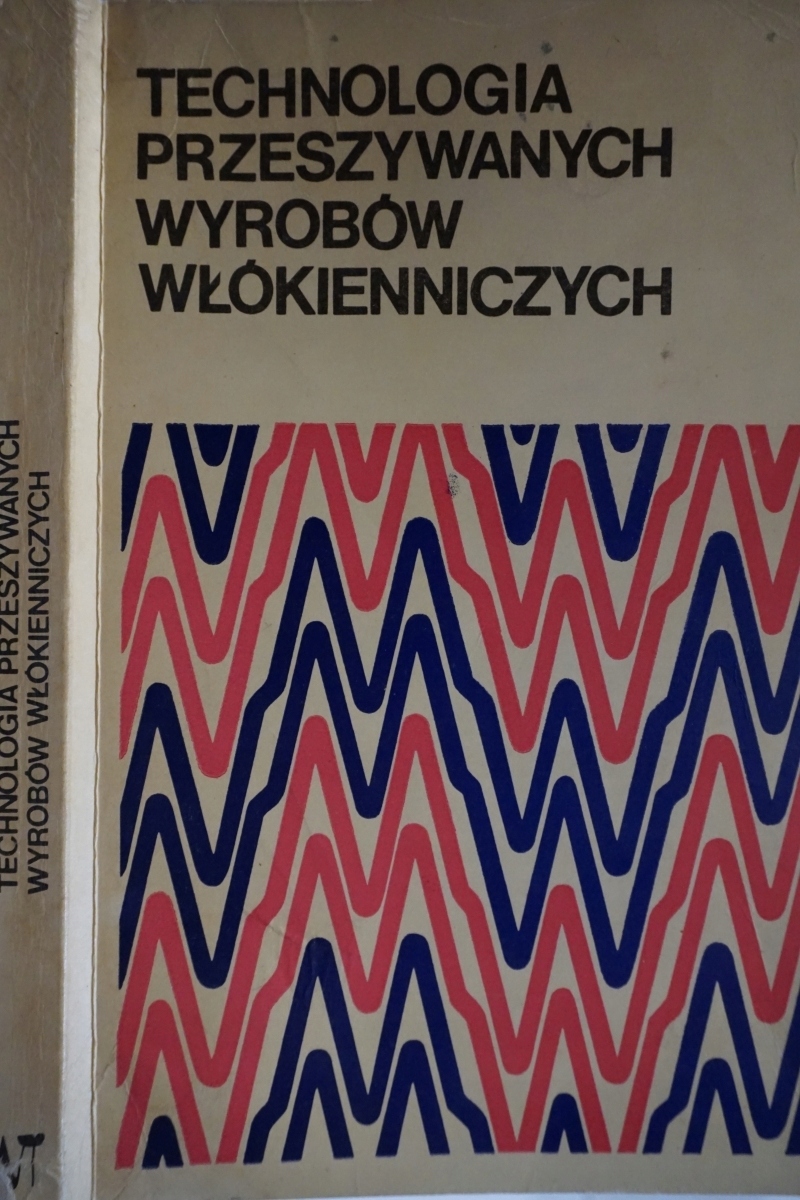 TECHNOLOGIA
PRZESZYWANYCH
WYROBÓW
WŁÓKIENNICZYCH
TECHNOLOGIA PRZESZYWANYCH
WYROBÓW WŁÓKIENNICZYCH